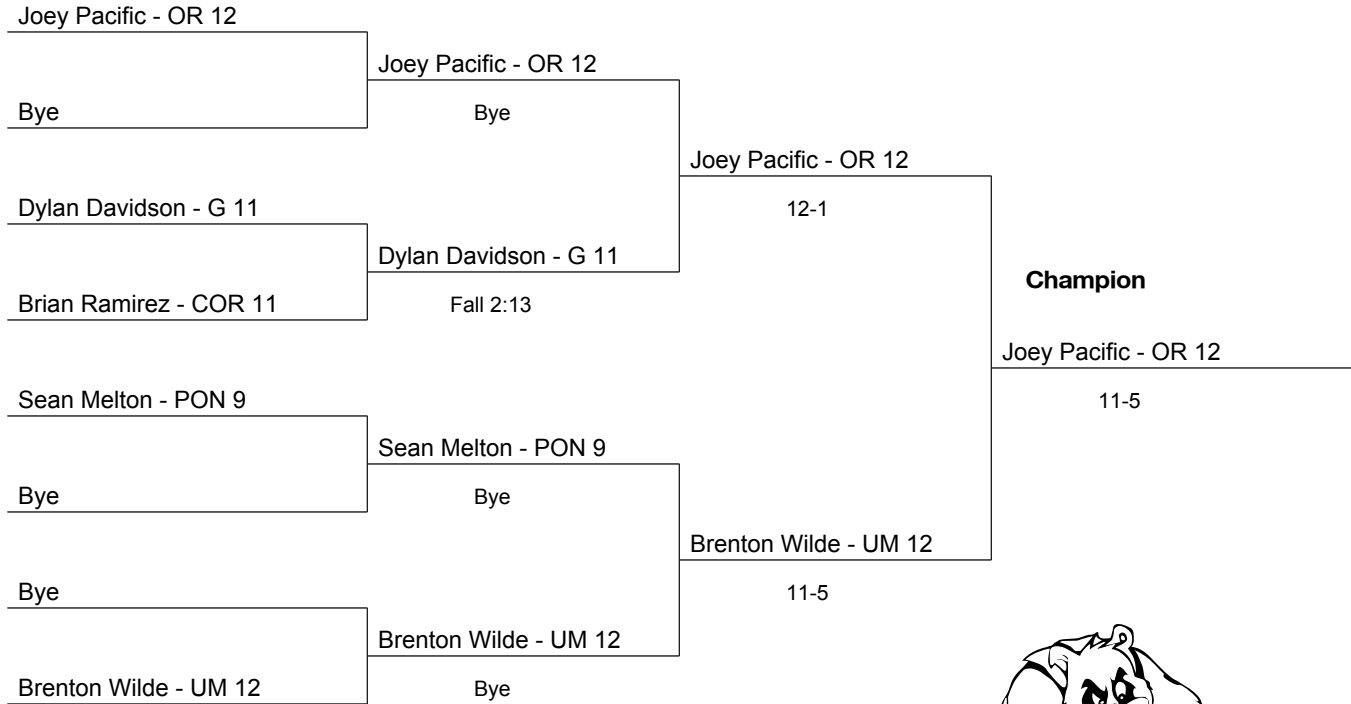 Joey Pacific - OR 12
Joey Pacific - OR 12
Bye
Bye
Joey Pacific - OR 12
Dylan Davidson - G 11
12-1
Dylan Davidson - G 11
Champion
Brian Ramirez - COR 11
Fall 2:13
Joey Pacific - OR 12
Sean Melton - PON 9
11-5
Sean Melton - PON 9
Bye
Bye
Brenton Wilde - UM 12
Bye
11-5
Brenton Wilde - UM 12
Brenton Wilde - UM 12
Bye